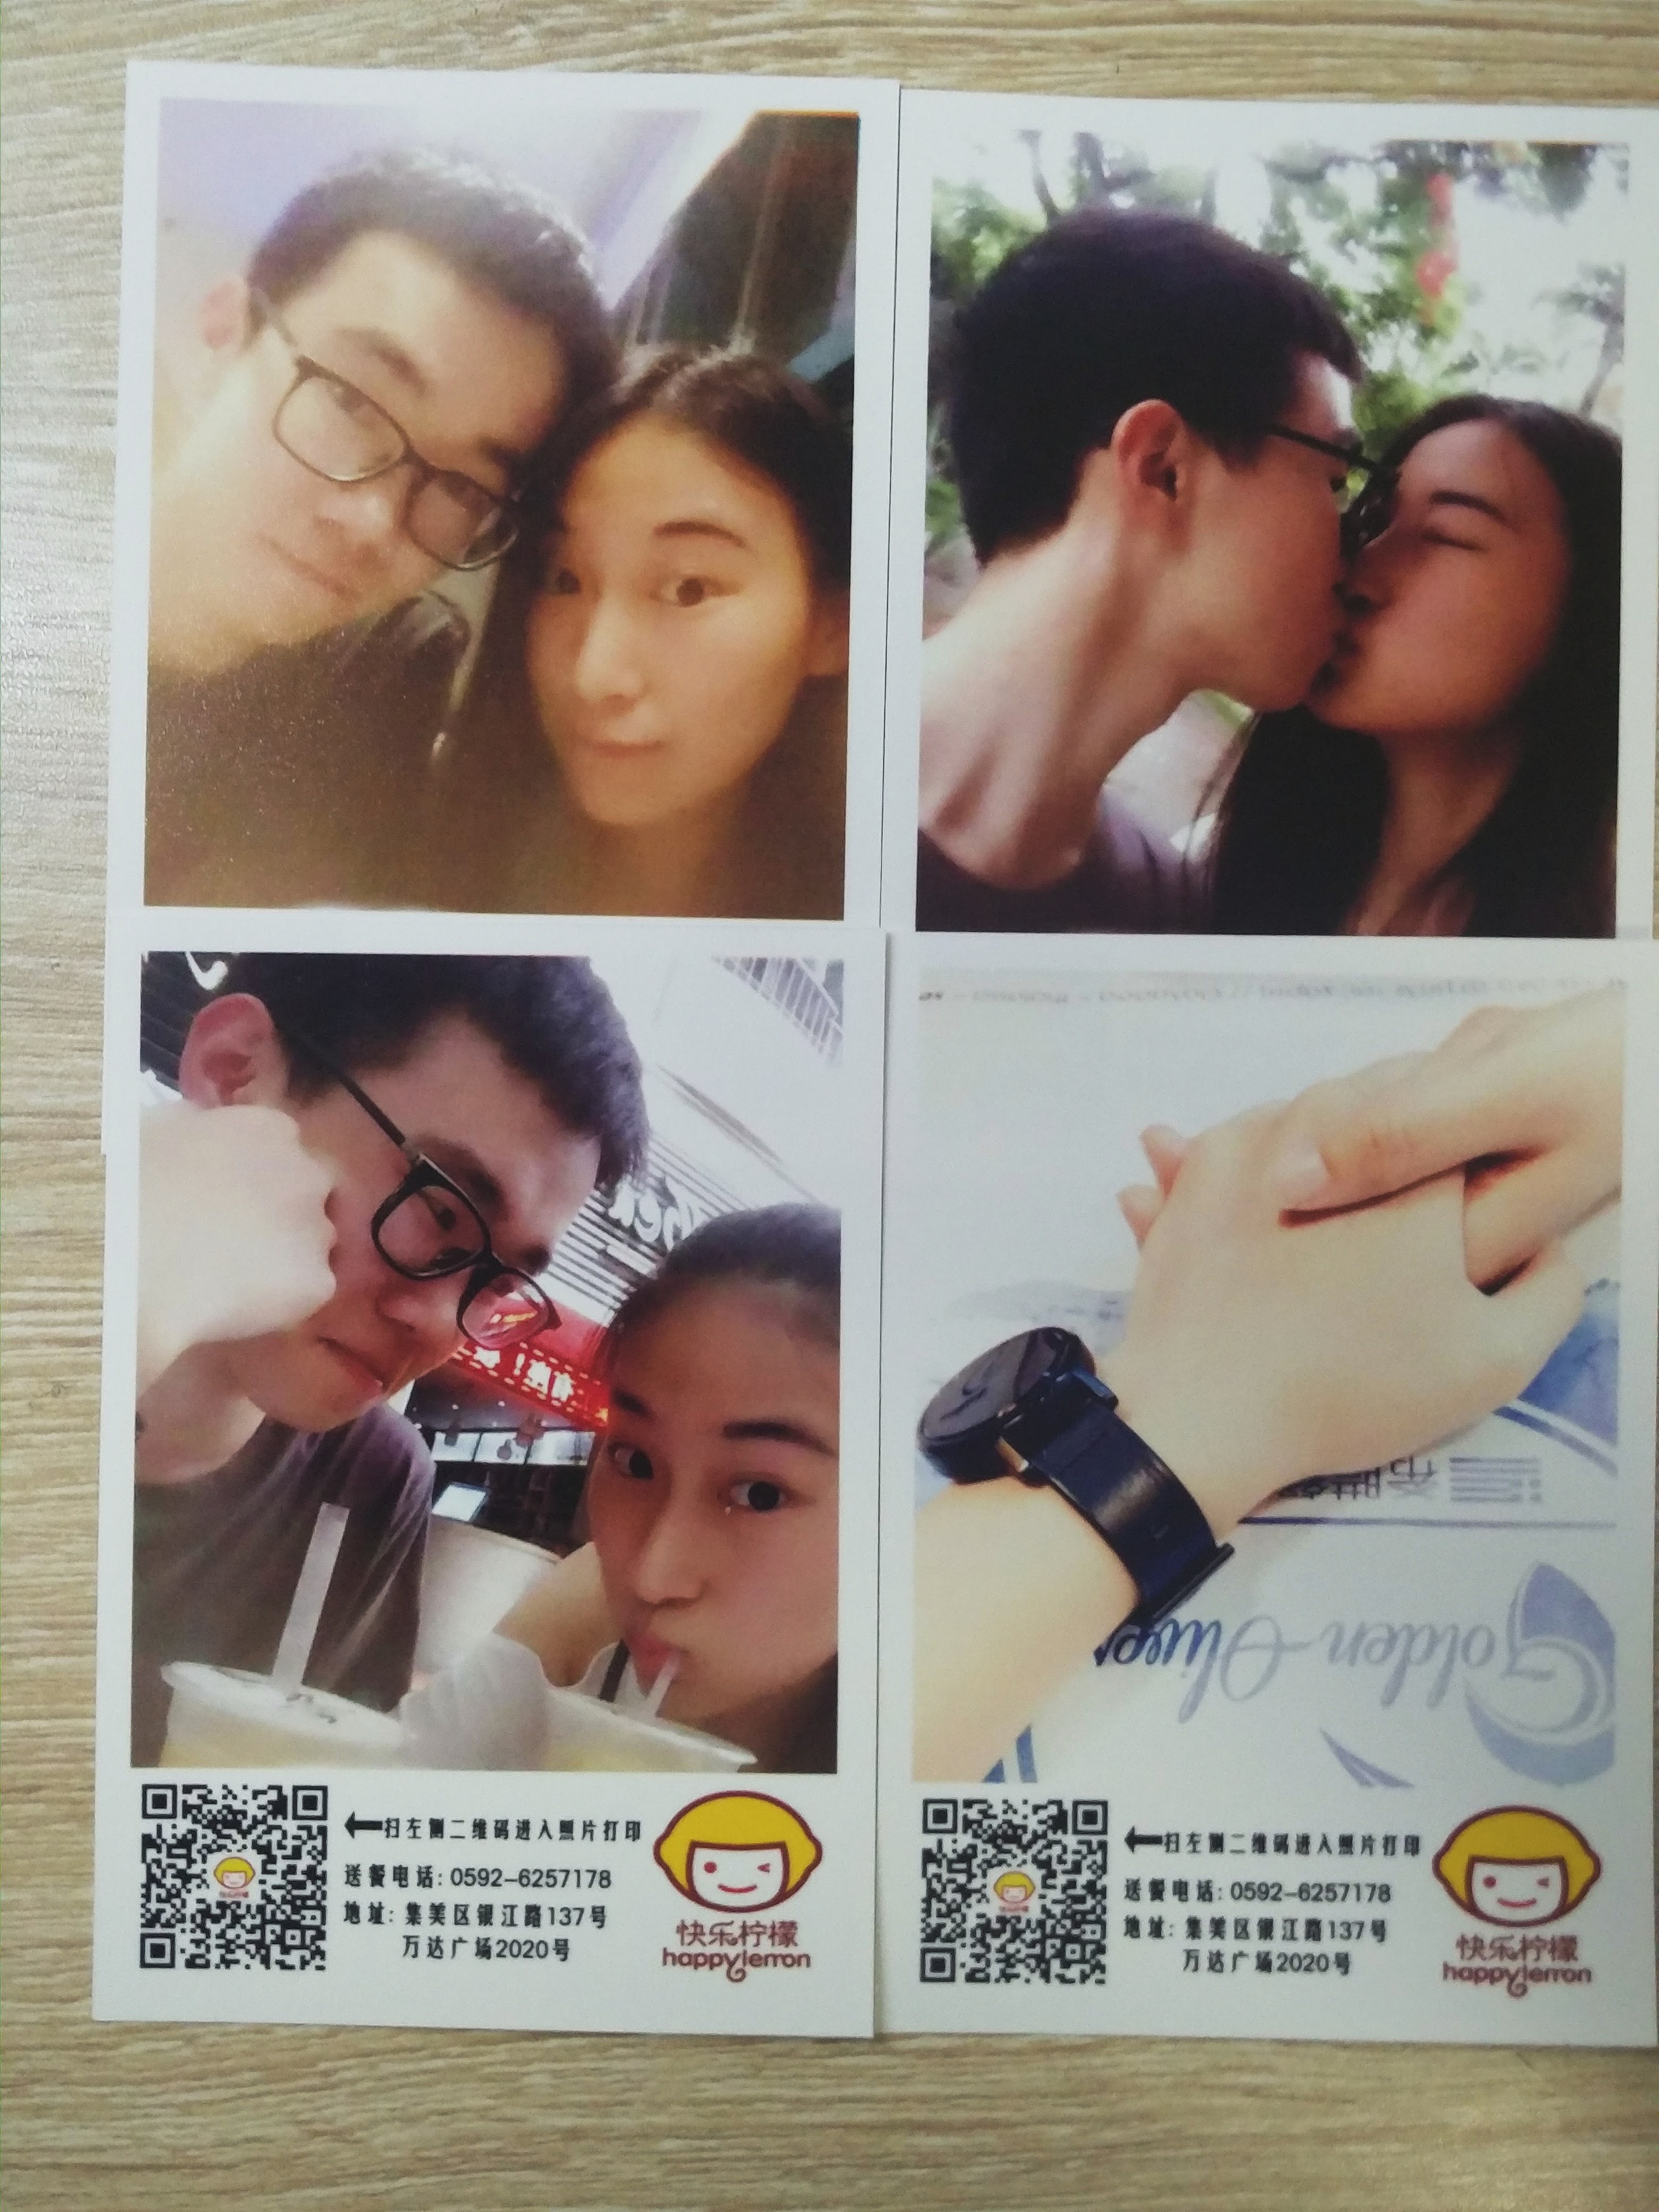 Golden Olive
←扫左侧二维码进入照片打印
送餐电话: 0592-6257178
地址: 集美区银江路137号
万达广场2020号
快乐柠檬
happylemon
←扫左侧二维码进入照片打印
送餐电话: 0592-6257178
地址: 集美区银江路137号
万达广场2020号
快乐柠檬
happylemon